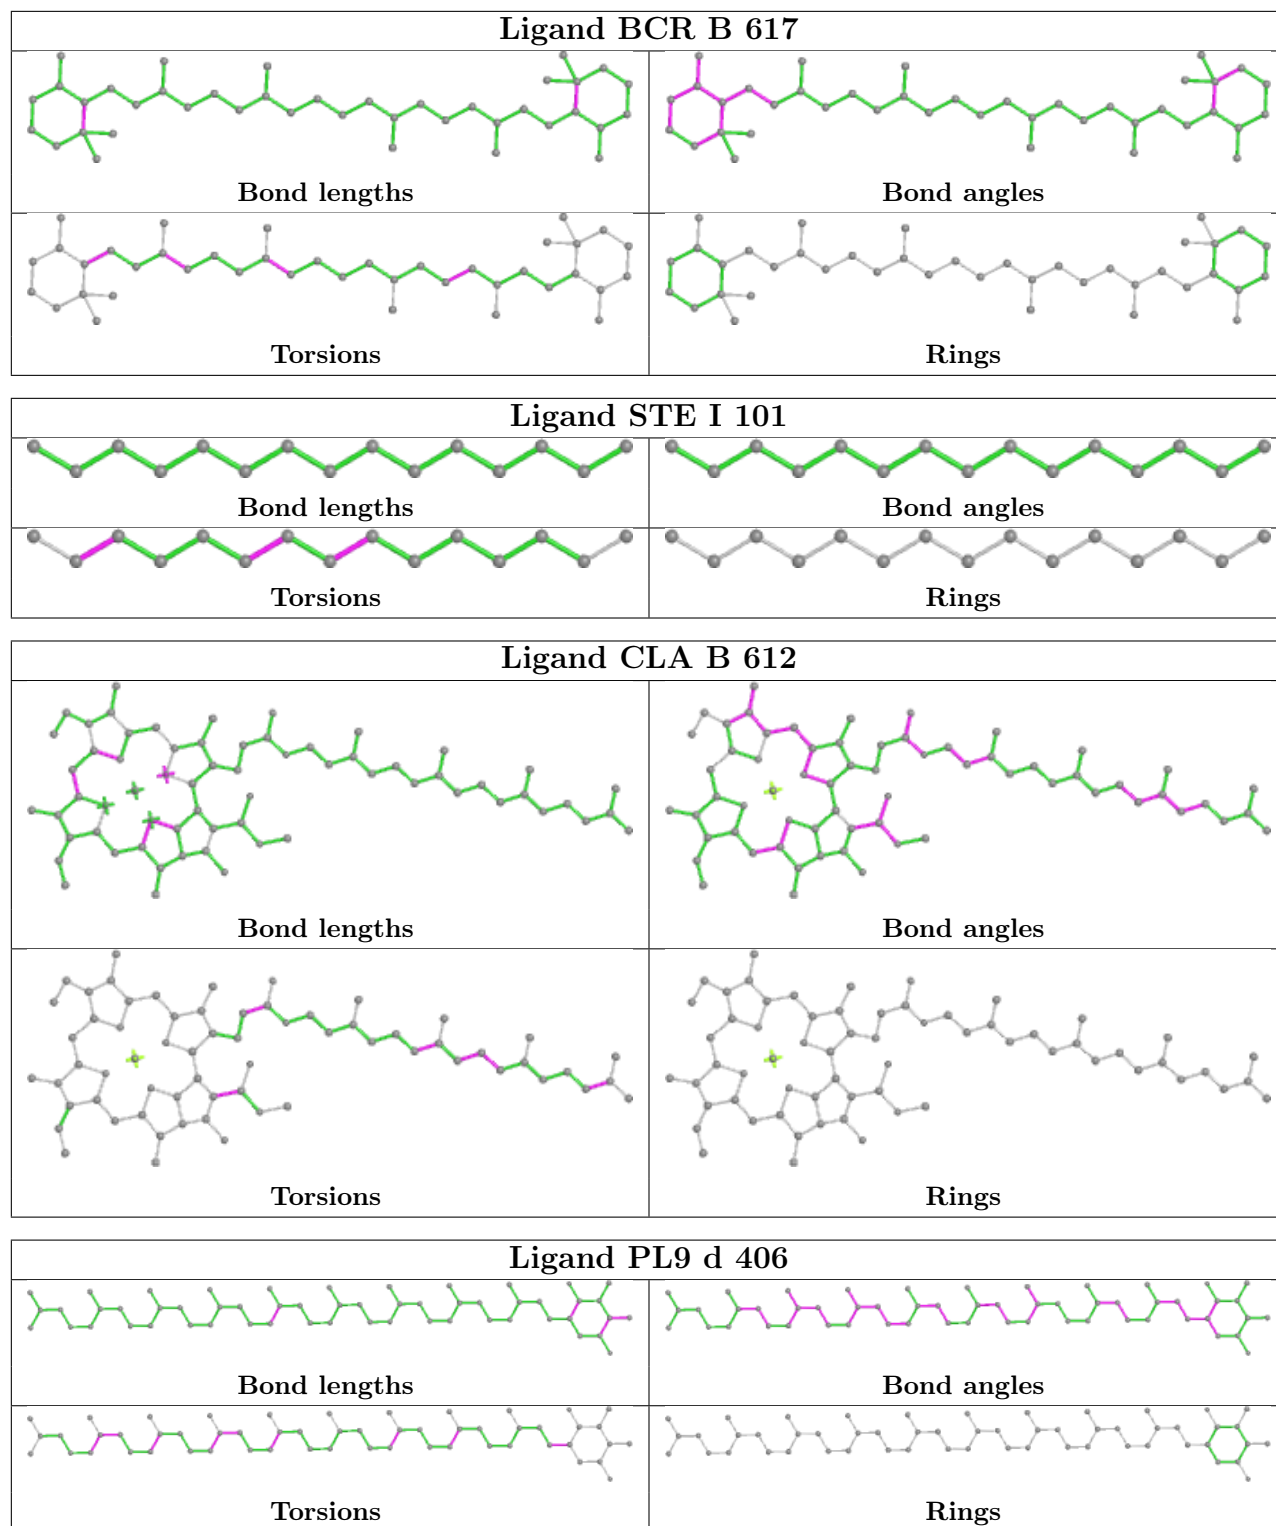 Ligand BCR B 617
Bond lengths
Bond angles
Torsions
Rings
Ligand STE I 101
Bond lengths
Bond angles
Torsions
Rings
Ligand CLA B 612
Bond lengths
Bond angles
Torsions
Rings
Ligand PL9 d 406
Bond lengths
Bond angles
Torsions
Rings